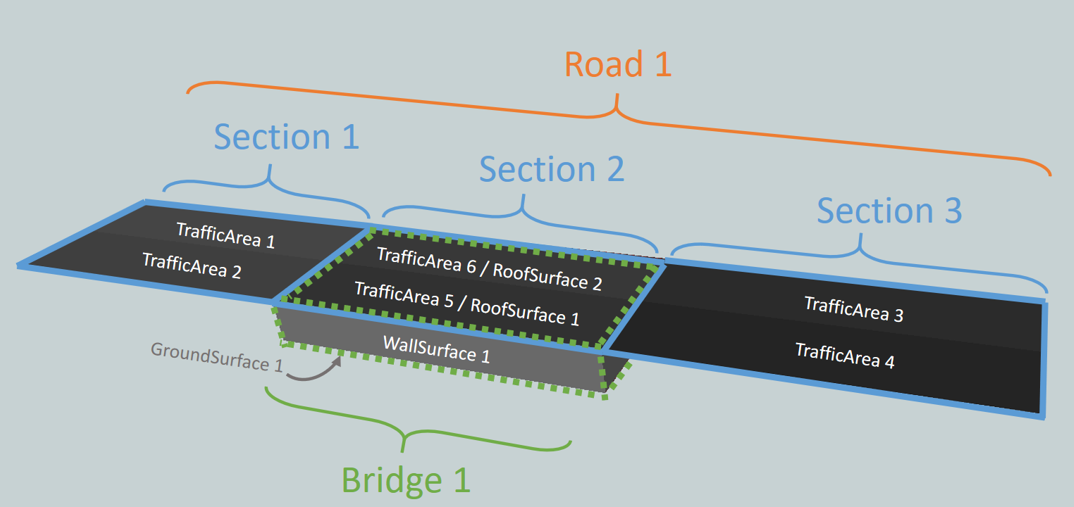 Road 1
Section 1
Section 2
Section 3
TrafficArea 1
TrafficArea 2
TrafficArea 6 / RoofSurface 2
TrafficArea 5 / RoofSurface 1
TrafficArea 3
TrafficArea 4
WallSurface 1
GroundSurface 1
Bridge 1